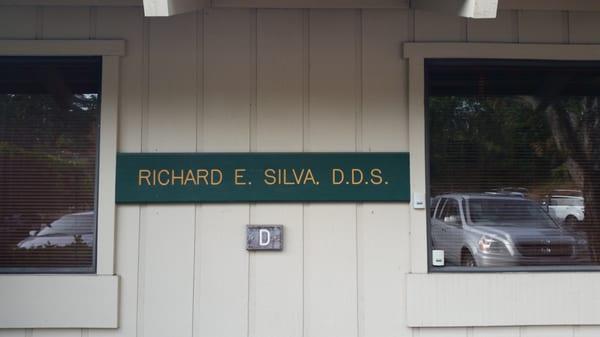 RICHARD E. SILVA, D.D.S.
D